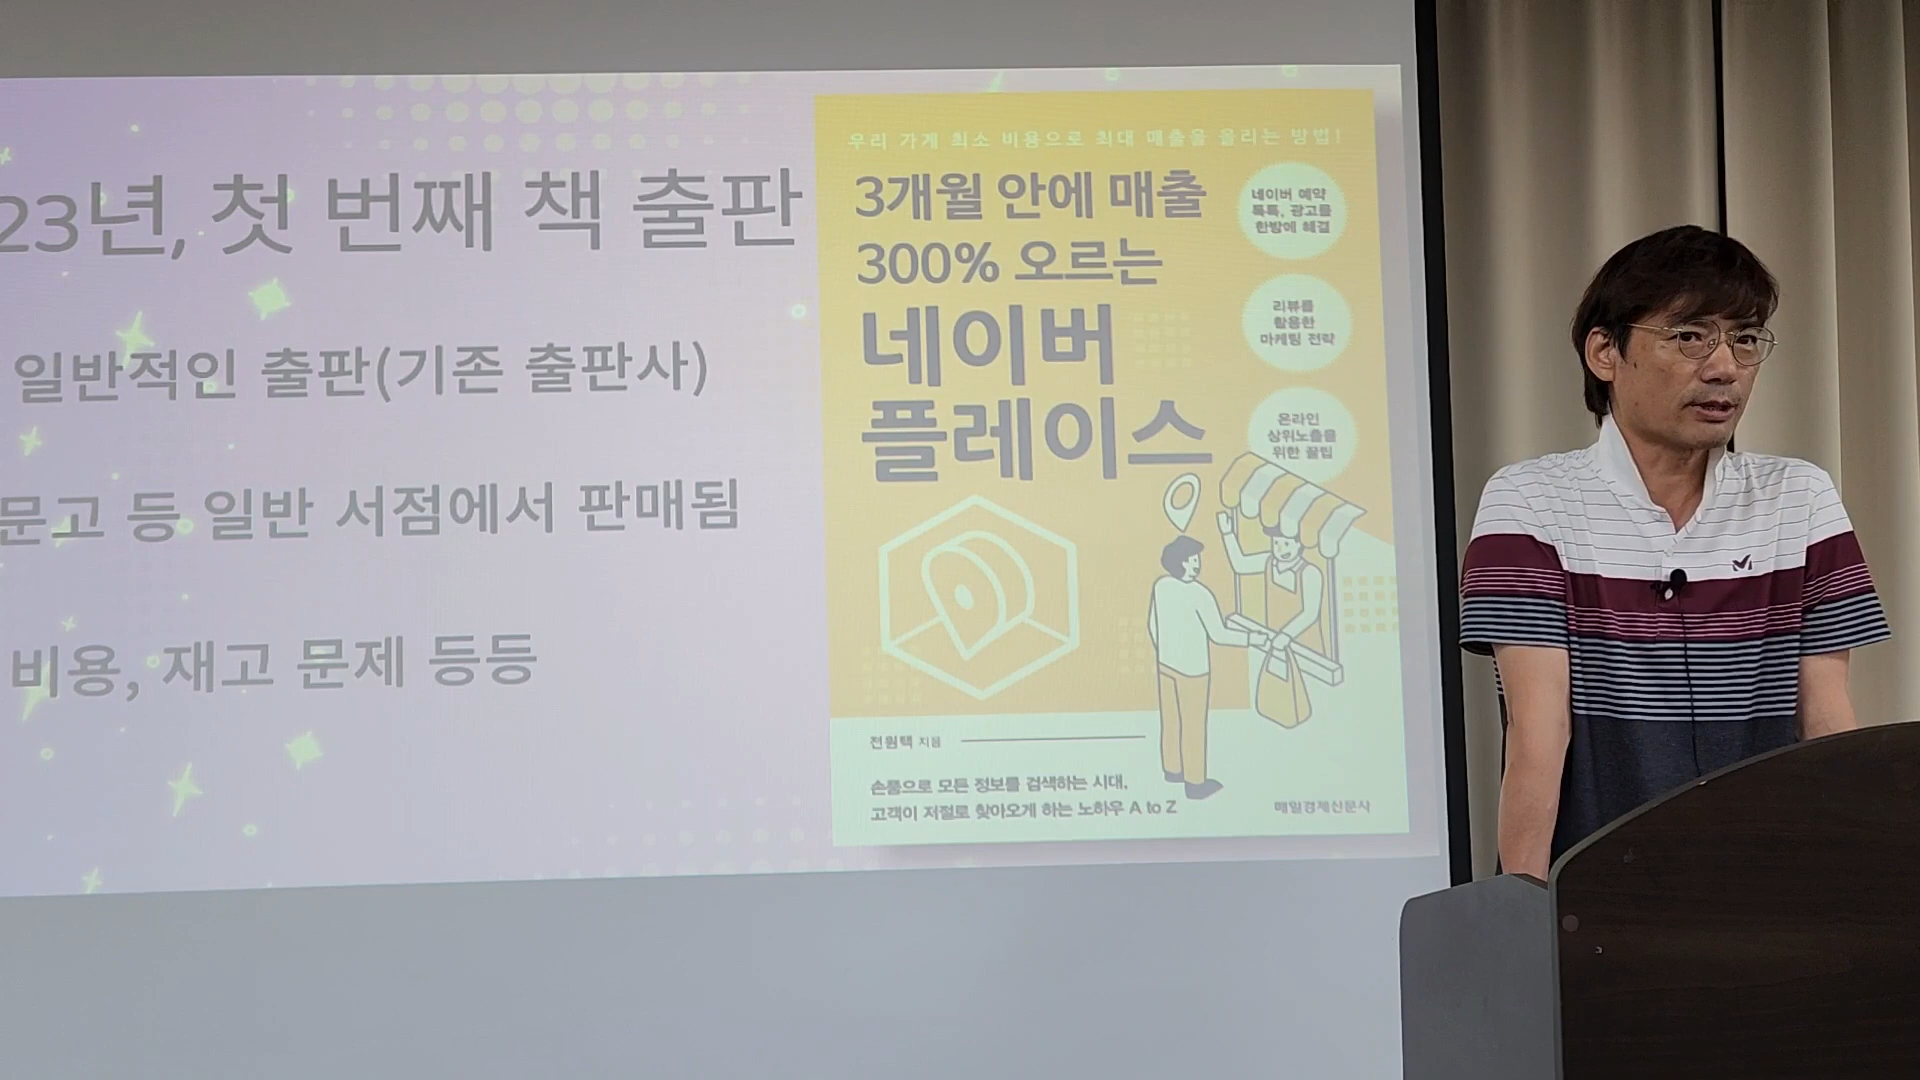 23년, 첫 번째 책 출판
일반적인 출판(기존 출판사)
문고 등 일반 서점에서 판매됨
비용, 재고 문제 등등
우리 가게 최소 비용으로 최대 매출을 올리는 방법!
3개월 안에 매출
300% 오르는
네이버
플레이스
네이버 예약
톡톡, 광고를
한방에 해결
리뷰를
활용한
마케팅 전략
온라인
상위노출을
위한 꿀팁
전원택 지음
손품으로 모든 정보를 검색하는 시대,
고객이 저절로 찾아오게 하는 노하우 A to Z
매일경제신문사